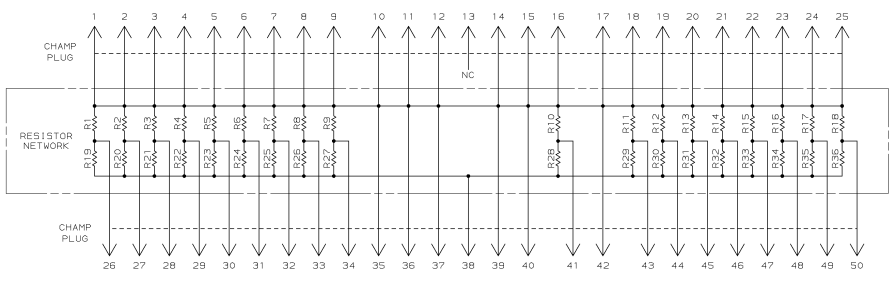 1 2 3 4 5 6 7 8 9 10 11 12 13 14 15 16 17 18 19 20 21 22 23 24 25
CHAMP
PLUG
NC
R1 R2 R3 R4 R5 R6 R7 R8 R9 R10 R11 R12 R13 R14 R15 R16 R17 R18
RESISTOR
NETWORK
R19 R20 R21 R22 R23 R24 R25 R26 R27 R28 R29 R30 R31 R32 R33 R34 R35 R36
CHAMP
PLUG
26 27 28 29 30 31 32 33 34 35 36 37 38 39 40 41 42 43 44 45 46 47 48 49 50